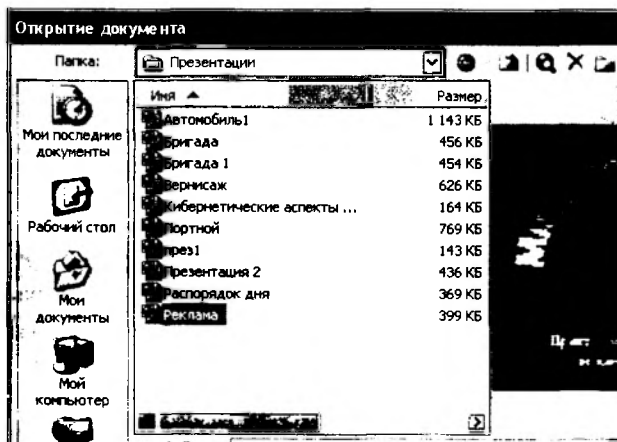 Открытие документа
Папка:
Презентации
Имя
Размер
Автомобиль1
1 143 КБ
Бригада
456 КБ
Бригада 1
454 КБ
Вернисаж
626 КБ
Кибернетические аспекты ...
164 КБ
Портной
769 КБ
през1
143 КБ
Презентация 2
436 КБ
Распорядок дня
369 КБ
Реклама
399 КБ
Мои последние
документы
Рабочий стол
Мои
документы
Мой
компьютер